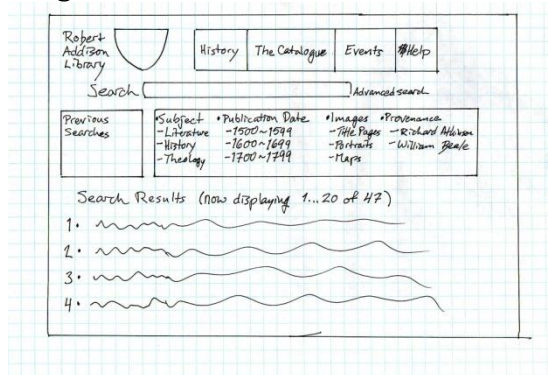 Robert
Addison
Library
History The Catalogue Events Help
Search Advanced search
Previous
Searches
•Subject •Publication Date •Images •Provenance
-Literature -1500~1599 -Title Pages -Richard Atkinson
-History -1600~1699 -Portraits -William Beale
-Theology -1700~1799 -Maps
Search Results (now displaying 1...20 of 47)
1.
2.
3.
4.